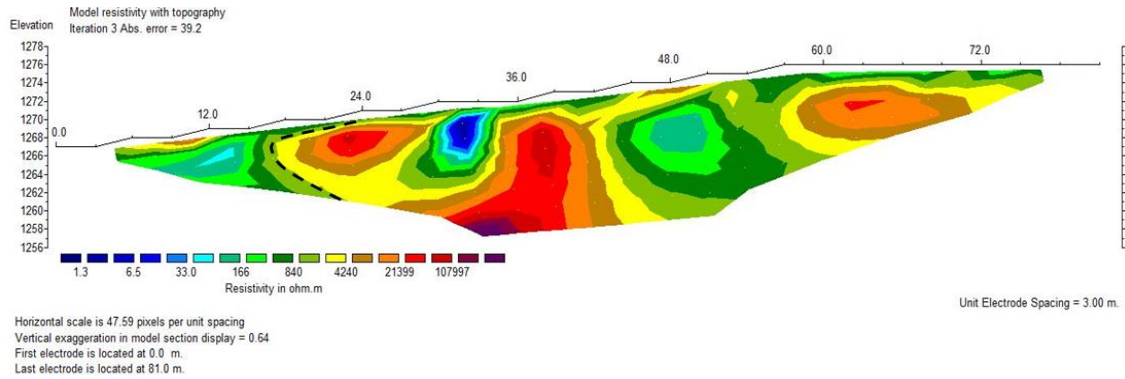 Model resistivity with topography
Elevation
Iteration 3 Abs. error = 39.2
1278
1276
1274
1272
1270
1268
1266
1264
1262
1260
1258
1256
0.0
12.0
24.0
36.0
48.0
60.0
72.0
1.3 6.5 33.0 166 840 4240 21399 107997
Resistivity in ohm.m
Unit Electrode Spacing = 3.00 m.
Horizontal scale is 47.59 pixels per unit spacing
Vertical exaggeration in model section display = 0.64
First electrode is located at 0.0 m.
Last electrode is located at 81.0 m.